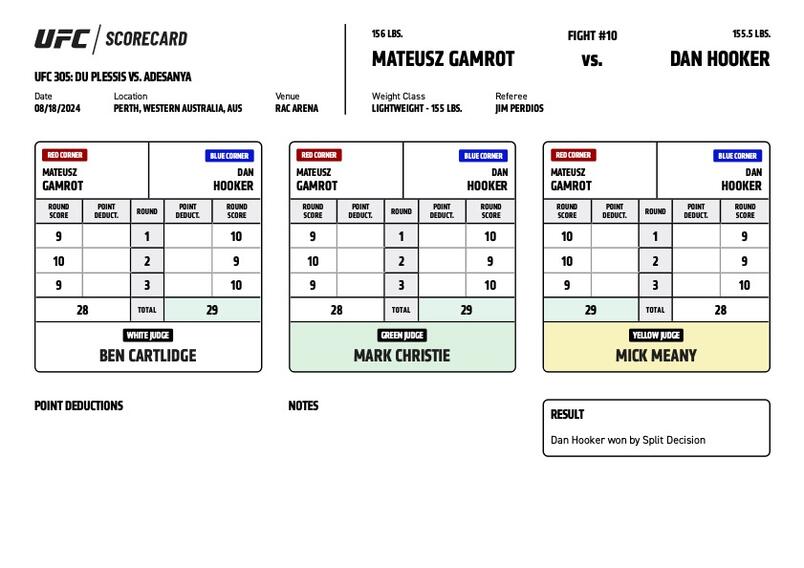 UFC / SCORECARD
UFC 305: DU PLESSIS VS. ADESANYA
Date Location Venue
08/18/2024 PERTH, WESTERN AUSTRALIA, AUS RAC ARENA
156 LBS. FIGHT #10 155.5 LBS.
MATEUSZ GAMROT VS. DAN HOOKER
Weight Class Referee
LIGHTWEIGHT - 155 LBS. JIM PERDIOS
RED CORNER BLUE CORNER
MATEUSZ DAN
GAMROT HOOKER
ROUND SCORE POINT DEDUCT. ROUND POINT DEDUCT. ROUND SCORE
9 1 10
10 2 9
9 3 10
28 TOTAL 29
WHITE JUDGE
BEN CARTLIDGE
RED CORNER BLUE CORNER
MATEUSZ DAN
GAMROT HOOKER
ROUND SCORE POINT DEDUCT. ROUND POINT DEDUCT. ROUND SCORE
9 1 10
10 2 9
9 3 10
28 TOTAL 29
GREEN JUDGE
MARK CHRISTIE
RED CORNER BLUE CORNER
MATEUSZ DAN
GAMROT HOOKER
ROUND SCORE POINT DEDUCT. ROUND POINT DEDUCT. ROUND SCORE
10 1 9
10 2 9
9 3 10
29 TOTAL 28
YELLOW JUDGE
MICK MEANY
POINT DEDUCTIONS
NOTES
RESULT
Dan Hooker won by Split Decision